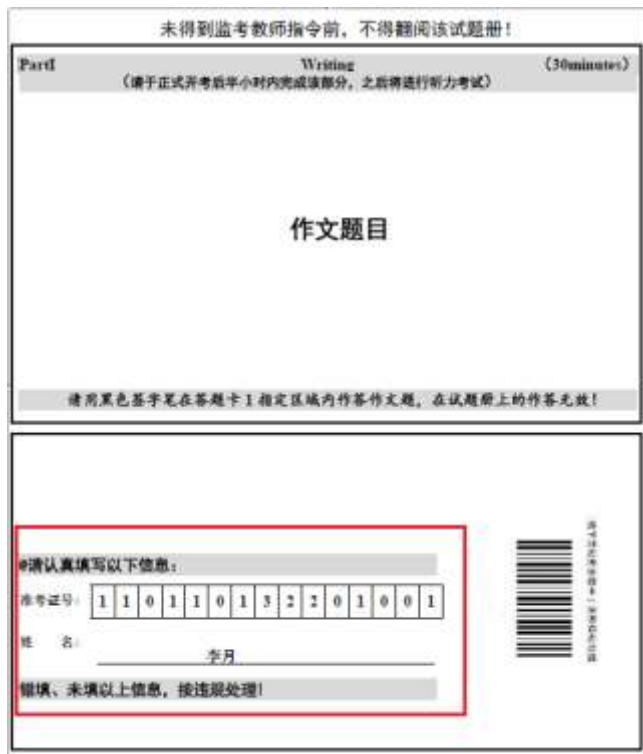 未得到监考教师指令前，不得翻阅该试题册！
PartI Writing （30minutes）
（请于正式开考后半小时内完成该部分，之后将进行听力考试）
作文题目
请用黑色签字笔在答题卡1指定区域内作答作文题，在试题册上的作答无效！
●请认真填写以下信息：
准考证号： 1 1 0 1 1 0 1 3 2 2 0 1 0 0 1
姓 名： 李月
错填、未填以上信息，按违规处理！